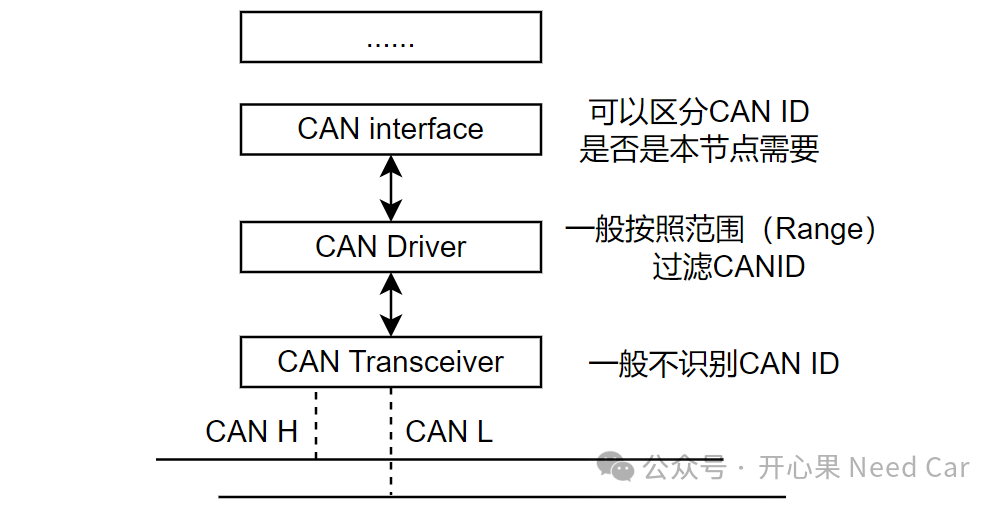 ......
CAN interface
可以区分CAN ID
是否是本节点需要
CAN Driver
一般按照范围（Range）
过滤CANID
CAN Transceiver
一般不识别CAN ID
CAN H
CAN L
公众号 · 开心果 Need Car